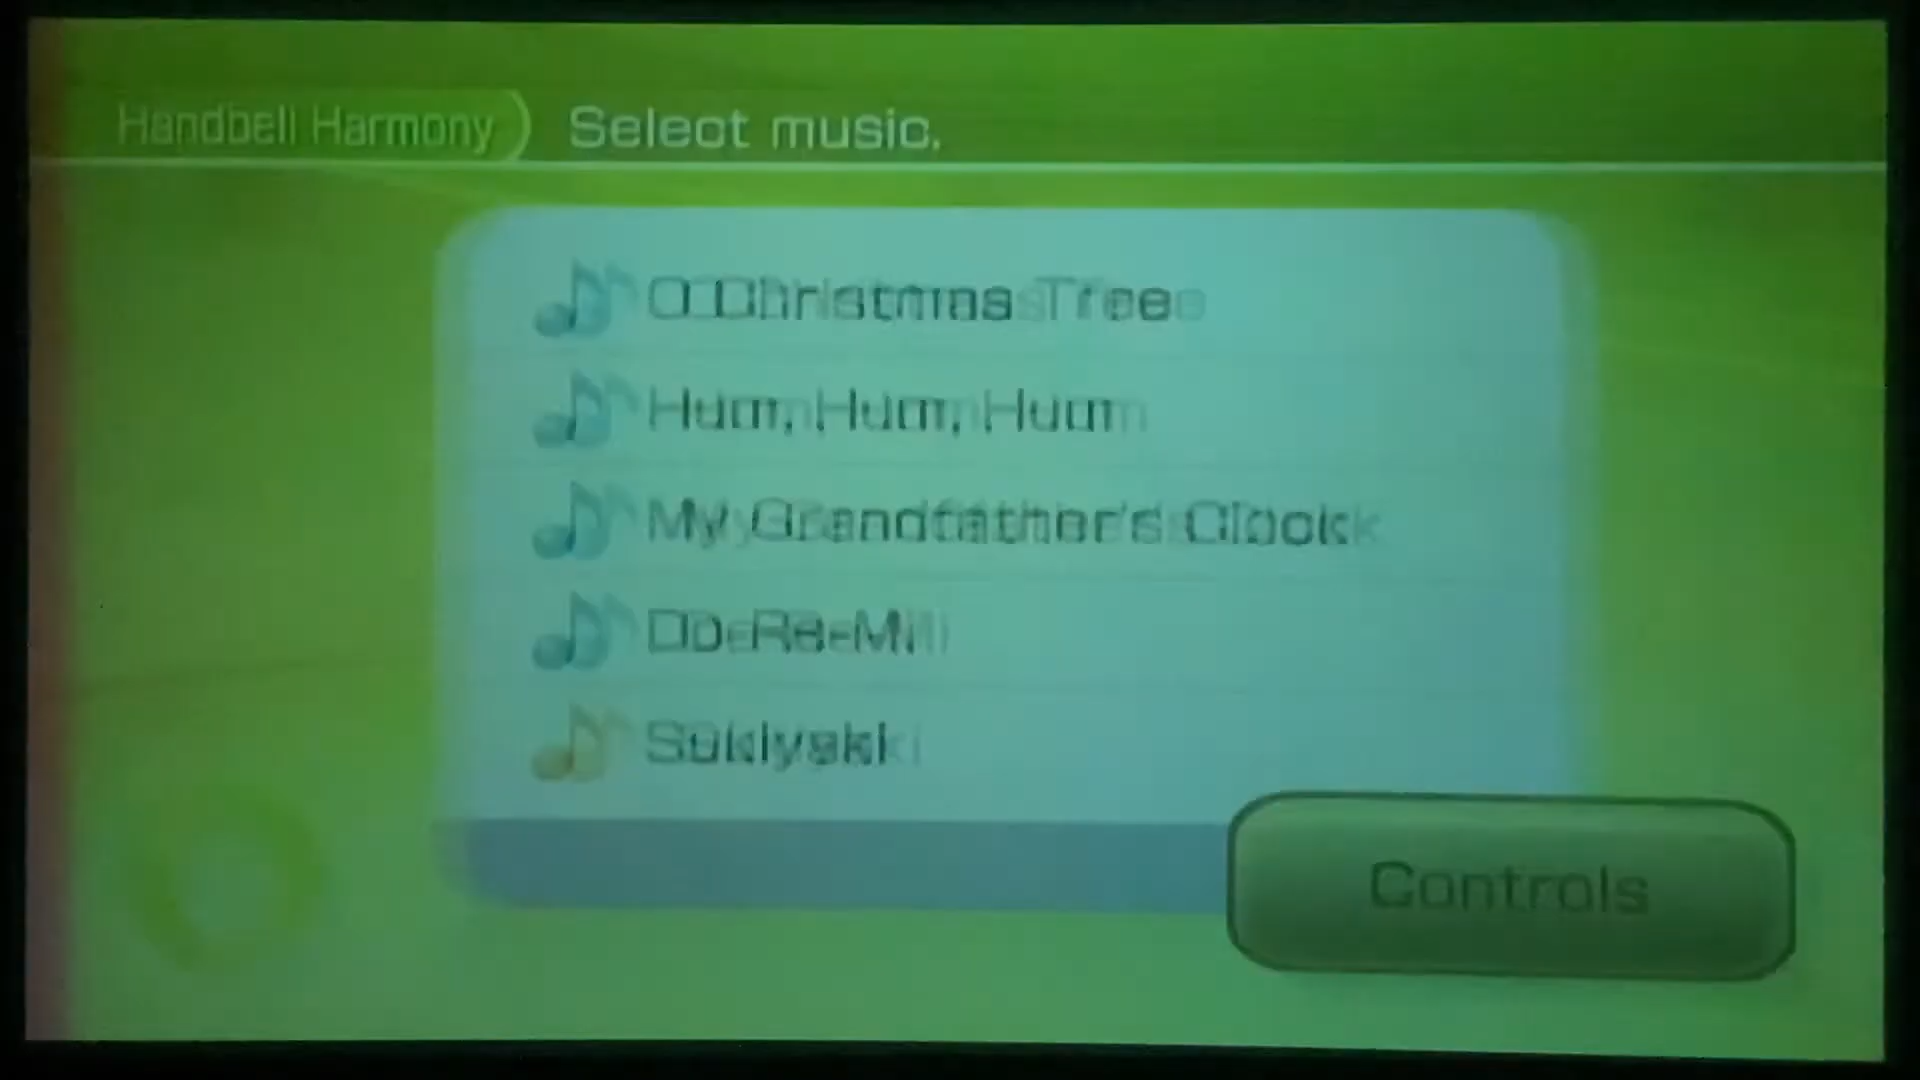 Handbell Harmony
Select music.
O Christmas Tree
Hum, Hum, Hum
My Grandfather's Clock
Do-Re-Mi
Sukiyaki
Controls